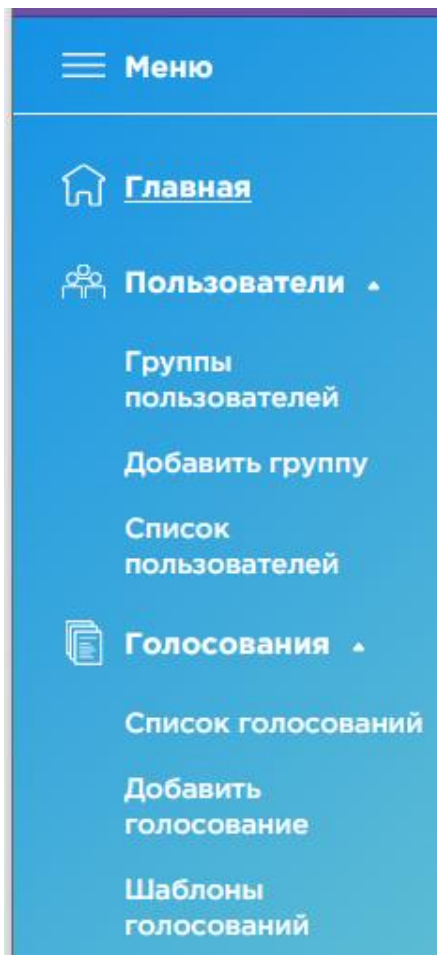 Меню
Главная
Пользователи
Группы
пользователей
Добавить группу
Список
пользователей
Голосования
Список голосований
Добавить
голосование
Шаблоны
голосований